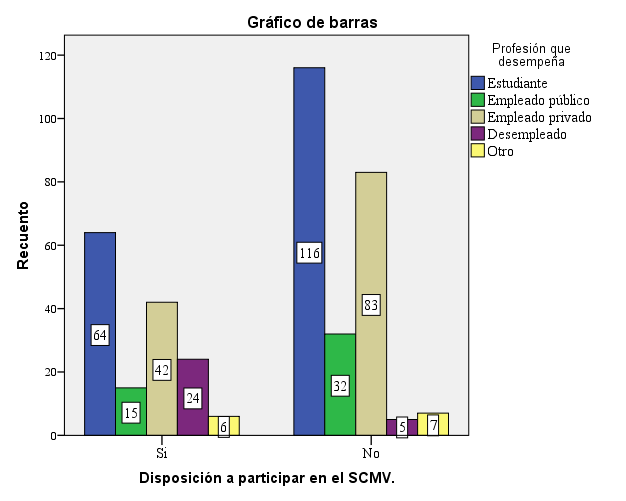 Gráfico de barras
Profesión que
desempeña
Estudiante
Empleado público
Empleado privado
Desempleado
Otro
Recuento
120
100
80
60
40
20
0
64
15
42
24
6
116
32
83
5
7
Si
No
Disposición a participar en el SCMV.